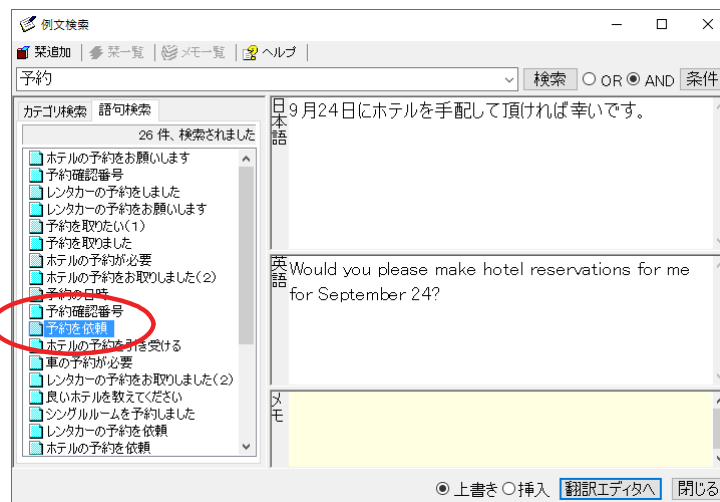 例文検索
栞追加 栞一覧 メモ一覧 ヘルプ
予約 検索 OR AND 条件
カテゴリ検索 語句検索
26 件、検索されました
ホテルの予約をお願いします
予約確認番号
レンタカーの予約をしました
レンタカーの予約をお願いします
予約を取りたい(1)
予約を取りました
ホテルの予約が必要
ホテルの予約をお取りしました(2)
予約の日時
予約確認番号
予約を依頼
ホテルの予約を引き受ける
車の予約が必要
レンタカーの予約をお取りしました(2)
良いホテルを教えてください
シングルルームを予約しました
レンタカーの予約を依頼
ホテルの予約を依頼
日本語
9月24日にホテルを手配して頂ければ幸いです。
英語
Would you please make hotel reservations for me
for September 24?
メモ
上書き 挿入 翻訳エディタへ 閉じる